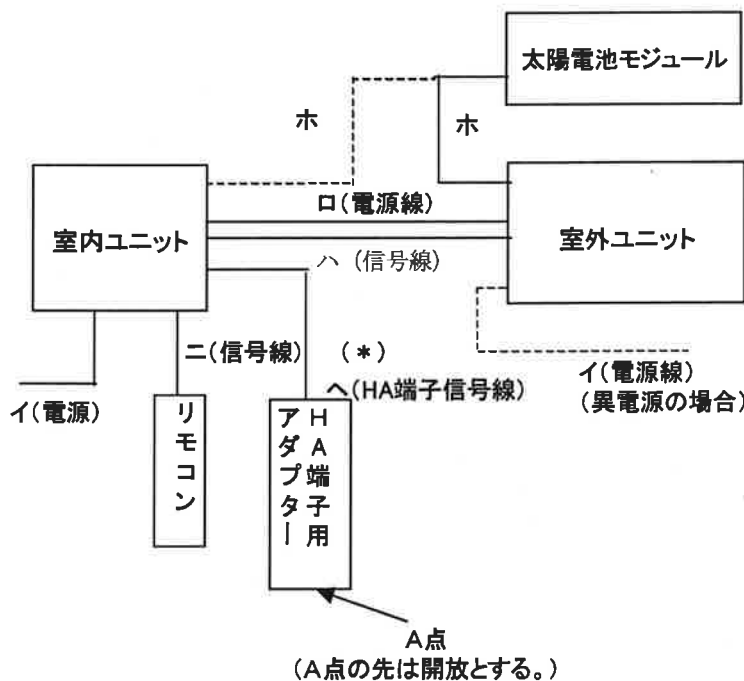 太陽電池モジュール
ホ
ホ
ロ(電源線)
室内ユニット
室外ユニット
ハ (信号線)
ニ(信号線)
(*)
ヘ(HA端子信号線)
イ(電源線)
(異電源の場合)
イ(電源)
リモコン
HA端子用
アダプター
A点
(A点の先は開放とする。)